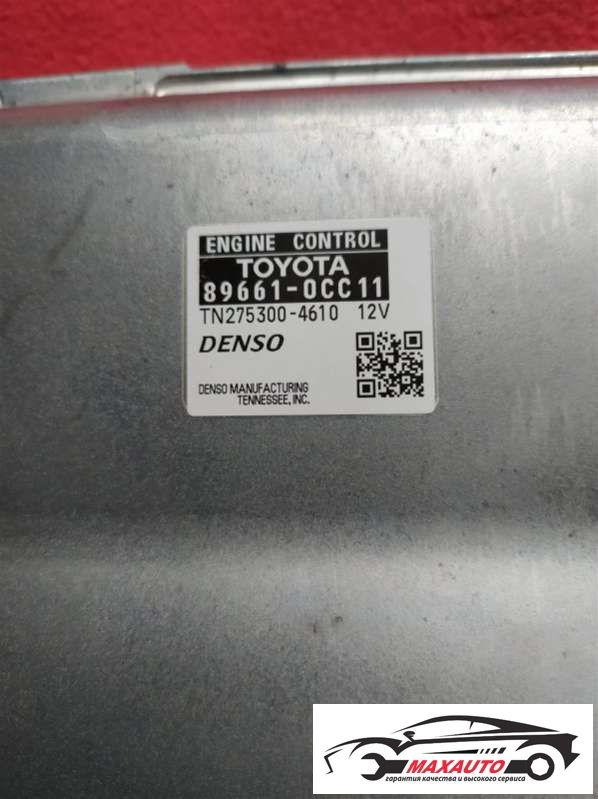 ENGINE CONTROL
TOYOTA
89661-0CC11
TN275300-4610 12V
DENSO
DENSO MANUFACTURING
TENNESSEE, INC.
MAXAUTO
гарантия качества и высокого сервиса